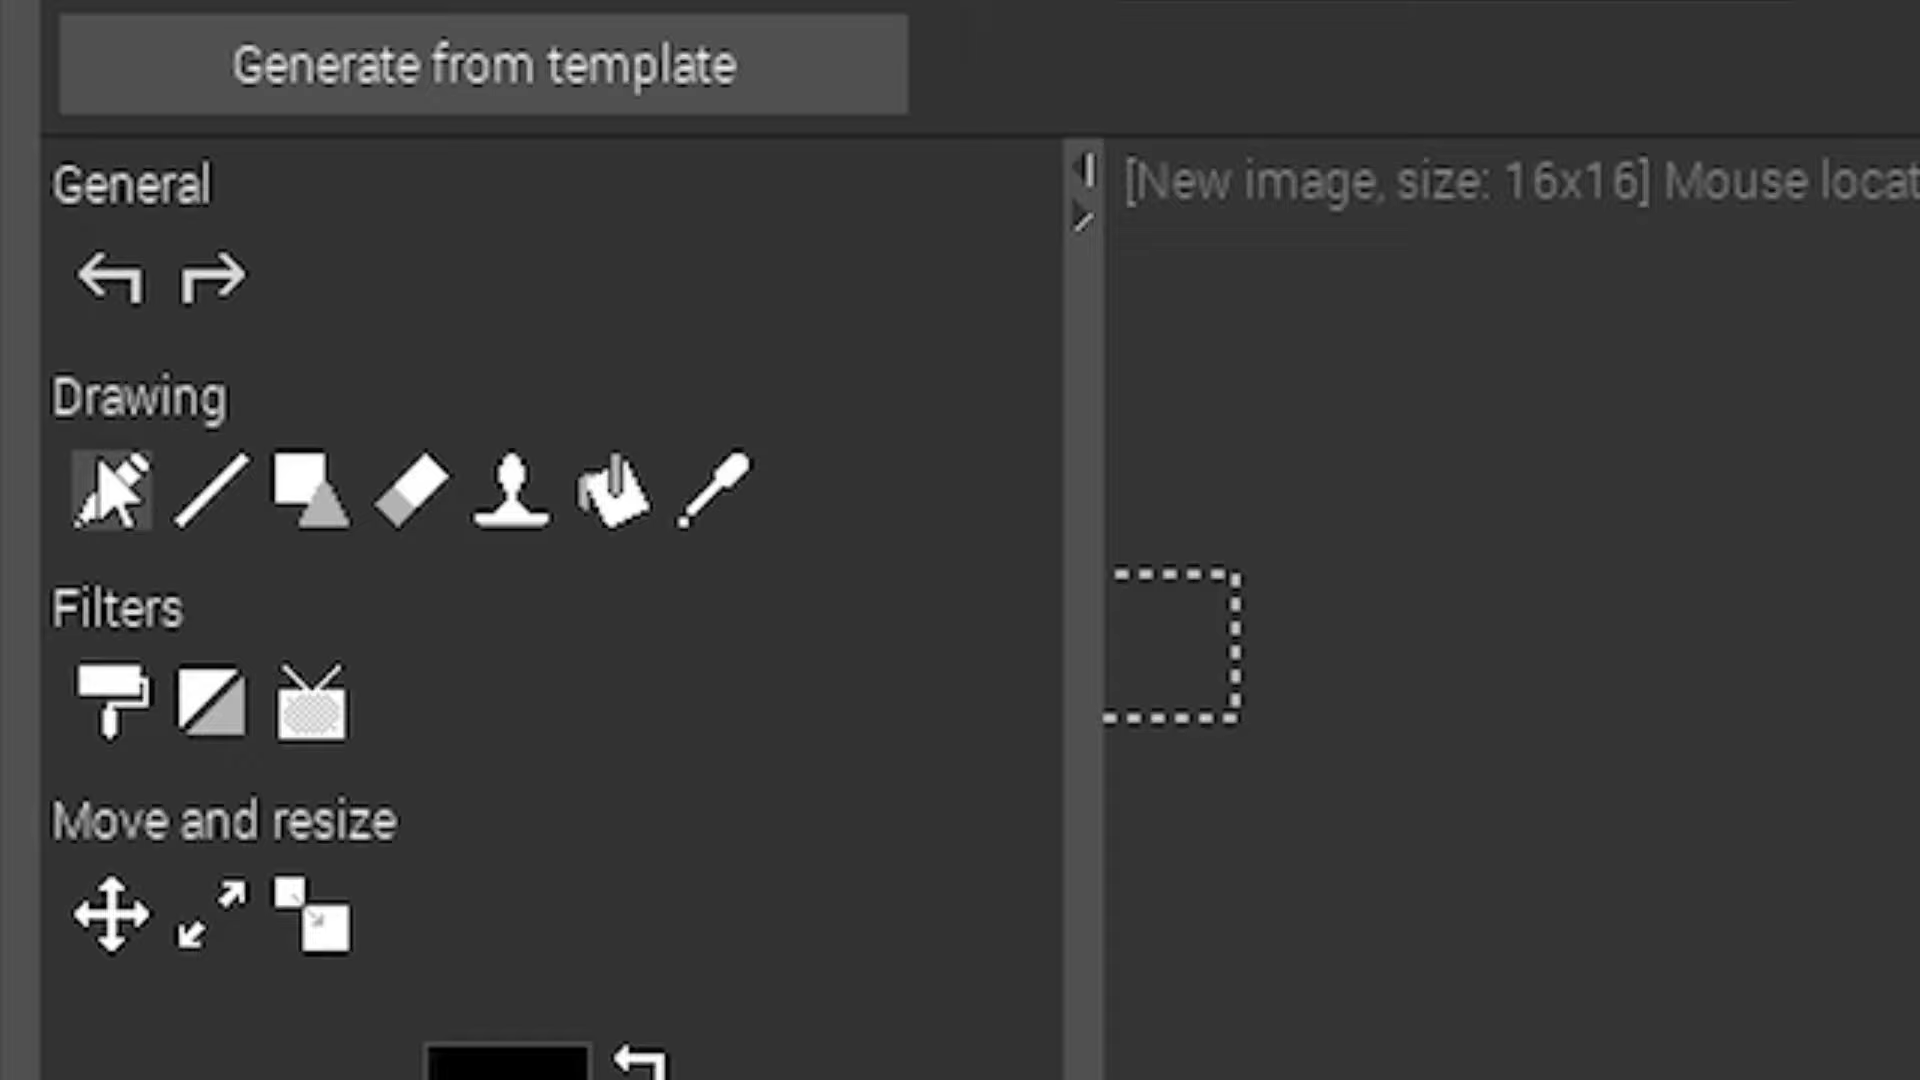 Generate from template
General
[New image, size: 16x16] Mouse locat
Drawing
Filters
Move and resize